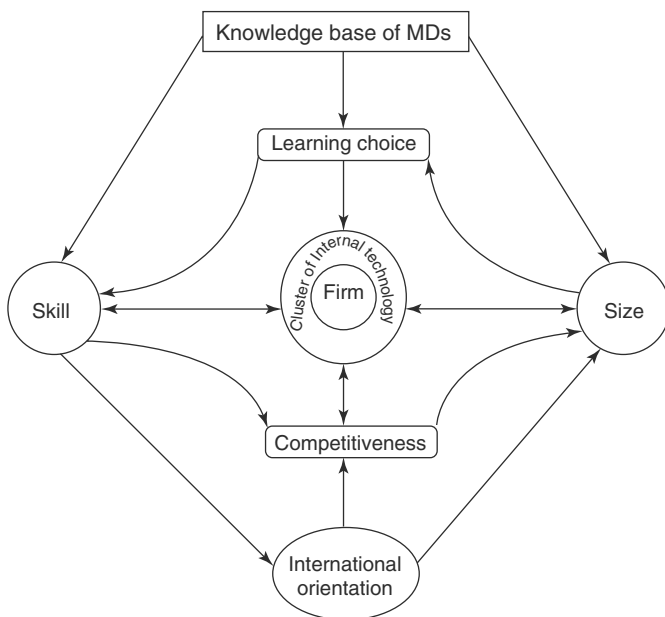 Knowledge base of MDs
Learning choice
Cluster of Internal technology
Firm
Skill
Size
Competitiveness
International
orientation